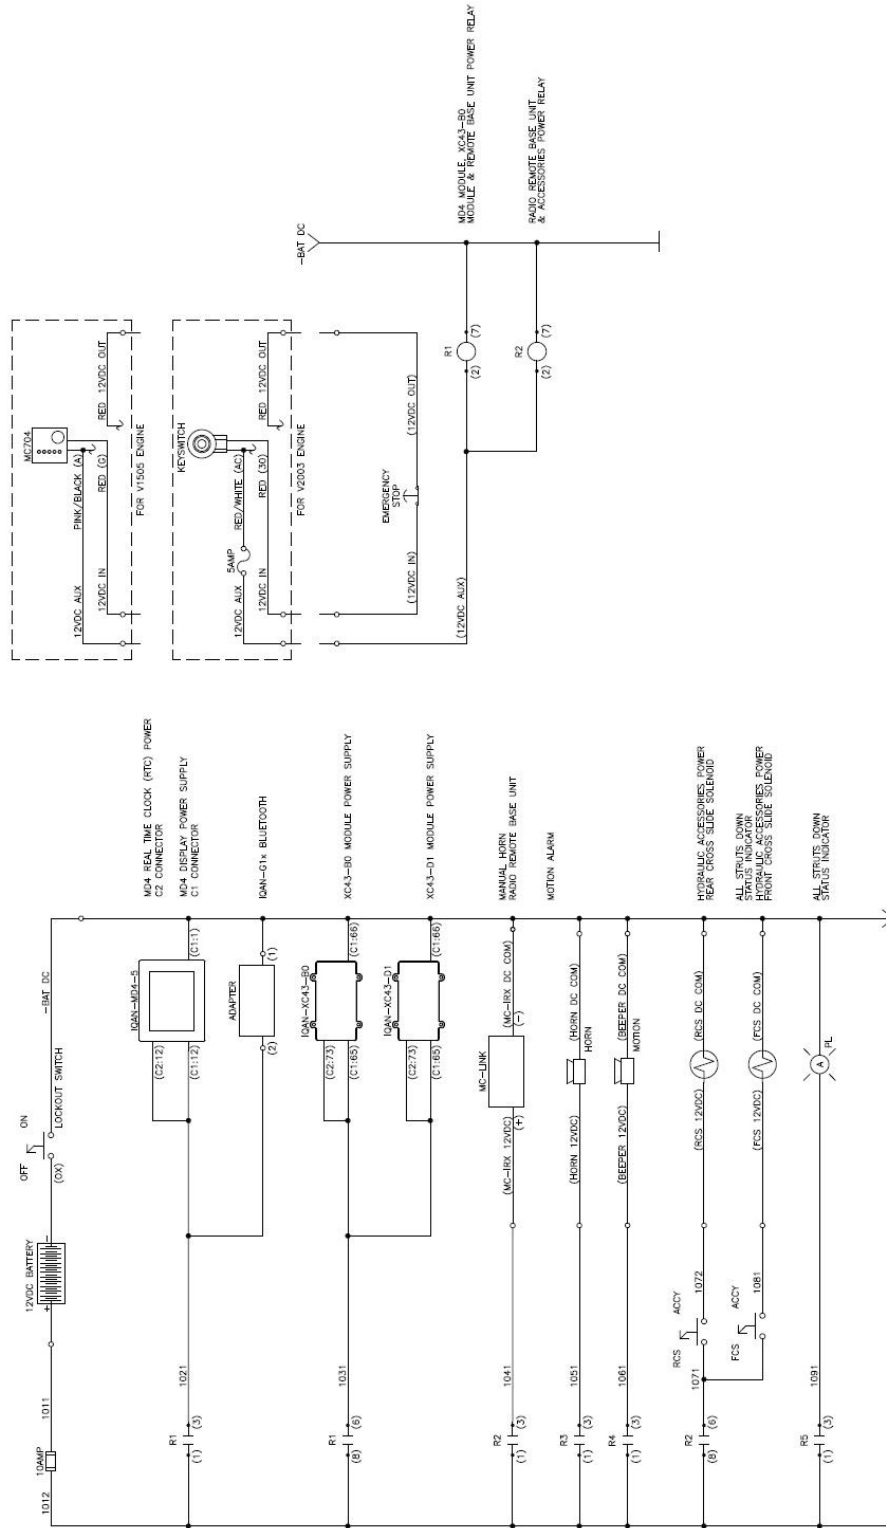 1012
10AMP
1011
12VDC BATTERY
+
-
OFF
ON
(OX)
LOCKOUT SWITCH
-BAT DC
R1
(1)
(3)
1021
(C2:12)
(C1:12)
IQAN-MD4-5
(C1:1)
MD4 REAL TIME CLOCK (RTC) POWER
C2 CONNECTOR
MD4 DISPLAY POWER SUPPLY
C1 CONNECTOR
(2)
ADAPTER
(1)
IQAN-G1x BLUETOOTH
R1
(8)
(6)
1031
(C2:73)
(C1:65)
IQAN-XC43-B0
(C1:66)
XC43-B0 MODULE POWER SUPPLY
(C2:73)
(C1:65)
IQAN-XC43-D1
(C1:66)
XC43-D1 MODULE POWER SUPPLY
R2
(1)
(3)
1041
(MC-IRX 12VDC)
(+)
MC-LINK
(MC-IRX DC COM)
(-)
MANUAL HORN
RADIO REMOTE BASE UNIT
R3
(1)
(3)
1051
(HORN 12VDC)
HORN
(HORN DC COM)
MOTION ALARM
R4
(1)
(3)
1061
(BEEPER 12VDC)
MOTION
(BEEPER DC COM)
R2
(8)
(6)
1071
RCS
ACCY
1072
(RCS 12VDC)
(RCS DC COM)
HYDRAULIC ACCESSORIES POWER
REAR CROSS SLIDE SOLENOID
FCS
ACCY
1081
(FCS 12VDC)
(FCS DC COM)
ALL STRUTS DOWN
STATUS INDICATOR
HYDRAULIC ACCESSORIES POWER
FRONT CROSS SLIDE SOLENOID
R5
(1)
(3)
1091
A
PL
ALL STRUTS DOWN
STATUS INDICATOR
MC704
12VDC AUX
PINK/BLACK (A)
12VDC IN
RED (G)
RED 12VDC OUT
FOR V1505 ENGINE
KEYSWITCH
12VDC AUX
5AMP
RED/WHITE (AC)
12VDC IN
RED (30)
RED 12VDC OUT
FOR V2003 ENGINE
(12VDC IN)
EMERGENCY
STOP
(12VDC OUT)
(12VDC AUX)
-BAT DC
R1
(2)
(7)
MD4 MODULE, XC43-B0
MODULE & REMOTE BASE UNIT POWER RELAY
R2
(2)
(7)
RADIO REMOTE BASE UNIT
& ACCESSORIES POWER RELAY